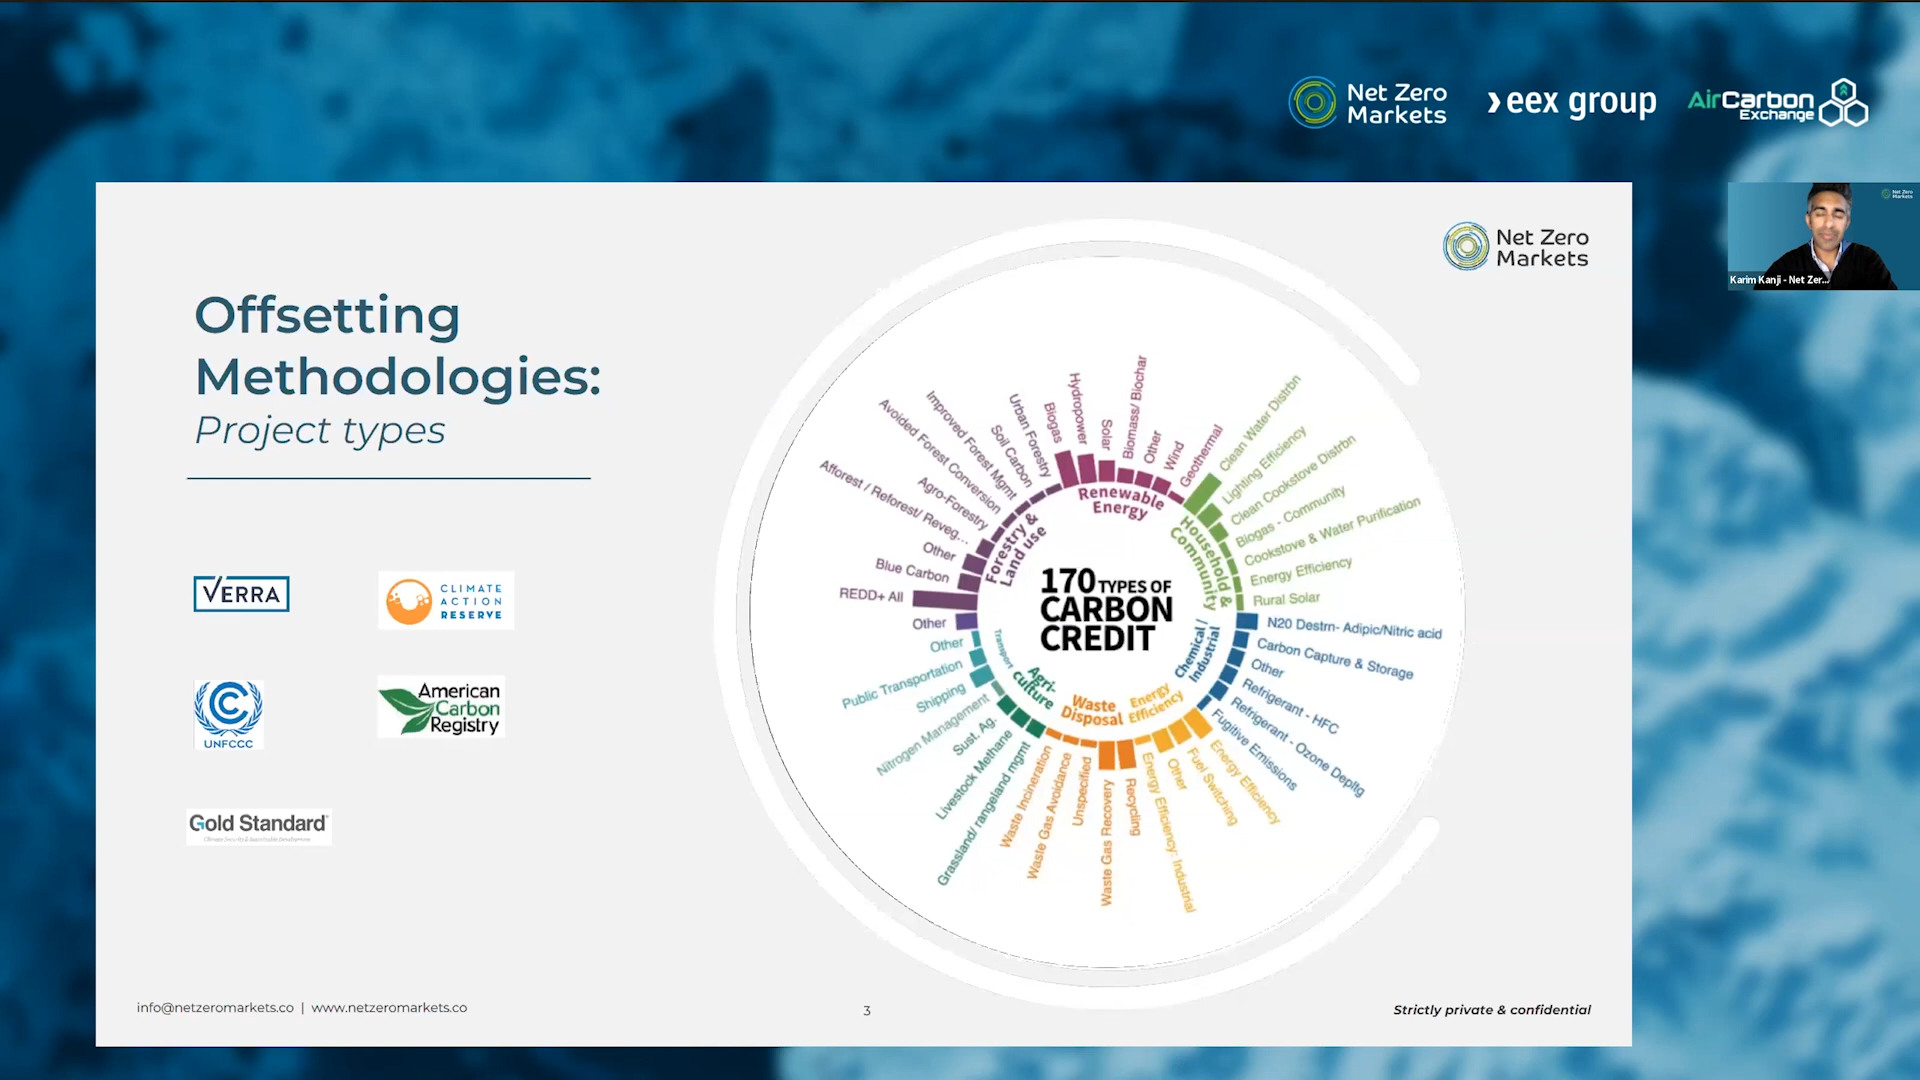 Net Zero
Markets
eex group
AirCarbon
Exchange
Net Zero
Markets
Karim Kanji - Net Zer...
Net Zero
Markets
Offsetting
Methodologies:
Project types
VERRA
CLIMATE
ACTION
RESERVE
UNFCCC
American
Carbon
Registry
Gold Standard
170 TYPES OF
CARBON
CREDIT
Renewable
Energy
Biogas
Hydropower
Solar
Biomass/ Biochar
Other
Wind
Geothermal
Household &
Community
Clean Water Distrbn
Lighting Efficiency
Clean Cookstove Distrbn
Biogas - Community
Cookstove & Water Purification
Energy Efficiency
Rural Solar
Chemical /
Industrial
N20 Destrn- Adipic/Nitric acid
Carbon Capture & Storage
Other
Refrigerant - HFC
Refrigerant - Ozone Depltg
Fugitive Emissions
Energy
Efficiency
Energy Efficiency
Fuel Switching
Other
Energy Efficiency: Industrial
Waste
Disposal
Recycling
Waste Gas Recovery
Unspecified
Waste Gas Avoidance
Waste Incineration
Agri-
culture
Grassland/ rangeland mgmt
Livestock Methane
Sust. Ag.
Nitrogen Management
Transport
Shipping
Public Transportation
Other
Other
Forestry &
Land use
REDD+ All
Blue Carbon
Other
Afforest / Reforest/ Reveg...
Agro-Forestry
Avoided Forest Conversion
Improved Forest Mgmt
Soil Carbon
Urban Forestry
info@netzeromarkets.co | www.netzeromarkets.co
3
Strictly private & confidential